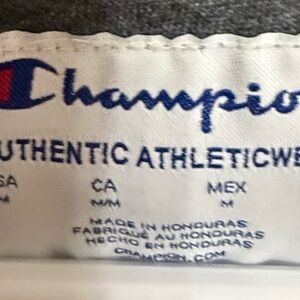 Champio
UTHENTIC ATHLETICWE
SA CA MEX
M M/M M
MADE IN HONDURAS
FABRIQUÉ AU HONDURAS
HECHO EN HONDURAS
CHAMPION.COM